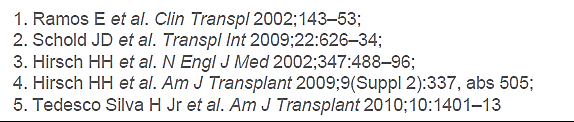 1. Ramos E et al. Clin Transpl 2002;143–53;
2. Schold JD et al. Transpl Int 2009;22:626–34;
3. Hirsch HH et al. N Engl J Med 2002;347:488–96;
4. Hirsch HH et al. Am J Transplant 2009;9(Suppl 2):337, abs 505;
5. Tedesco Silva H Jr et al. Am J Transplant 2010;10:1401–13